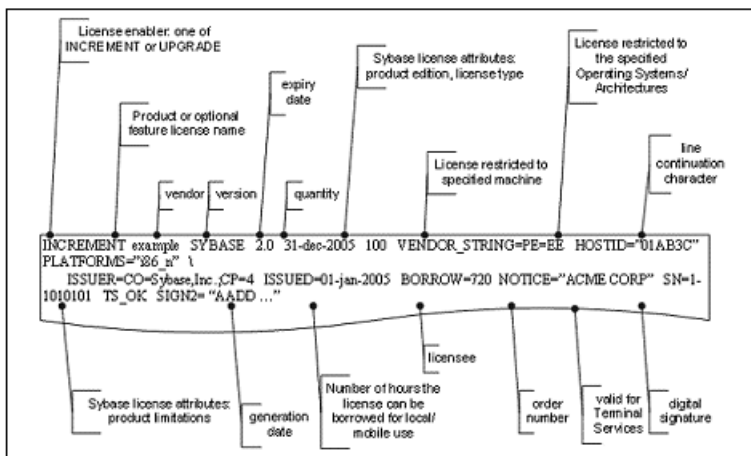 License enabler: one of
INCREMENT or UPGRADE
Product or optional
feature license name
vendor
version
expiry
date
quantity
Sybase license attributes:
product edition, license type
License restricted to
specified machine
License restricted to
the specified
Operating Systems/
Architectures
line
continuation
character
INCREMENT example SYBASE 2.0 31-dec-2005 100 VENDOR_STRING=PE=EE HOSTID="01AB3C"
PLATFORMS="i86_n" \
ISSUER=CO=Sybase,Inc.;CP=4 ISSUED=01-jan-2005 BORROW=720 NOTICE="ACME CORP" SN=1-
1010101 TS_OK SIGN2= "AADD ..."
Sybase license attributes:
product limitations
generation
date
Number of hours the
license can be
borrowed for local/
mobile use
licensee
order
number
valid for
Terminal
Services
digital
signature